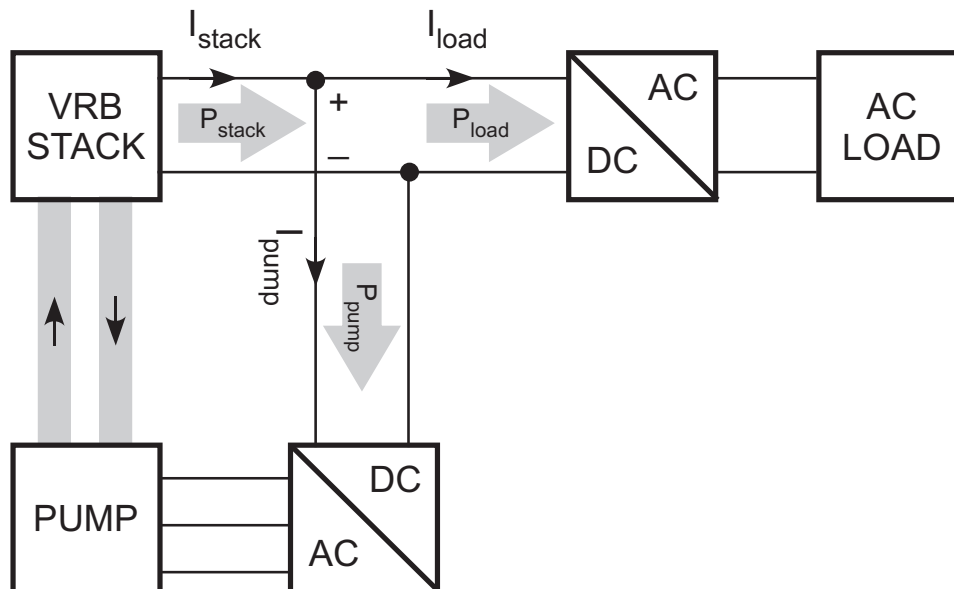 I_stack
I_load
VRB
STACK
P_stack
+
P_load
AC
DC
AC
LOAD
−
I_pump
P_pump
PUMP
DC
AC